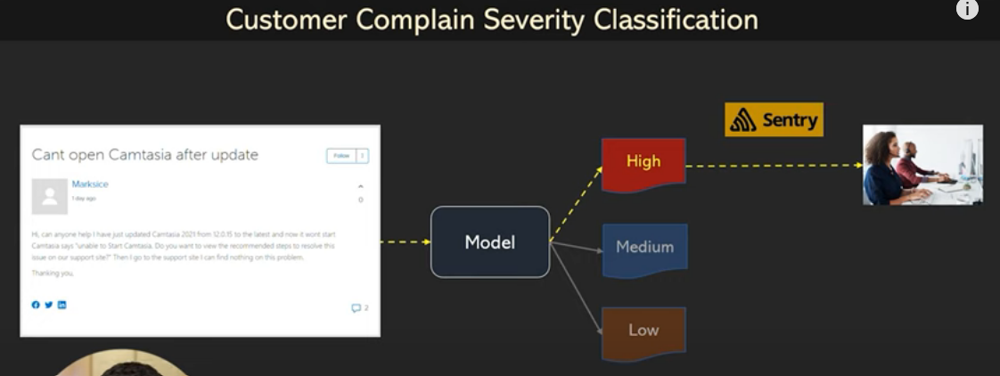 Customer Complain Severity Classification
i
Sentry
Cant open Camtasia after update
Follow
Marksice
1 day ago
0
High
Hi, can anyone help I have just updated Camtasia 2021 from 12.0.15 to the latest and now it wont start
Camtasia says "unable to Start Camtasia. Do you want to view the recommended steps to resolve this
issue on our support site?" Then I go to the support site I can find nothing on this problem.
Thanking you,
Model
Medium
2
Low